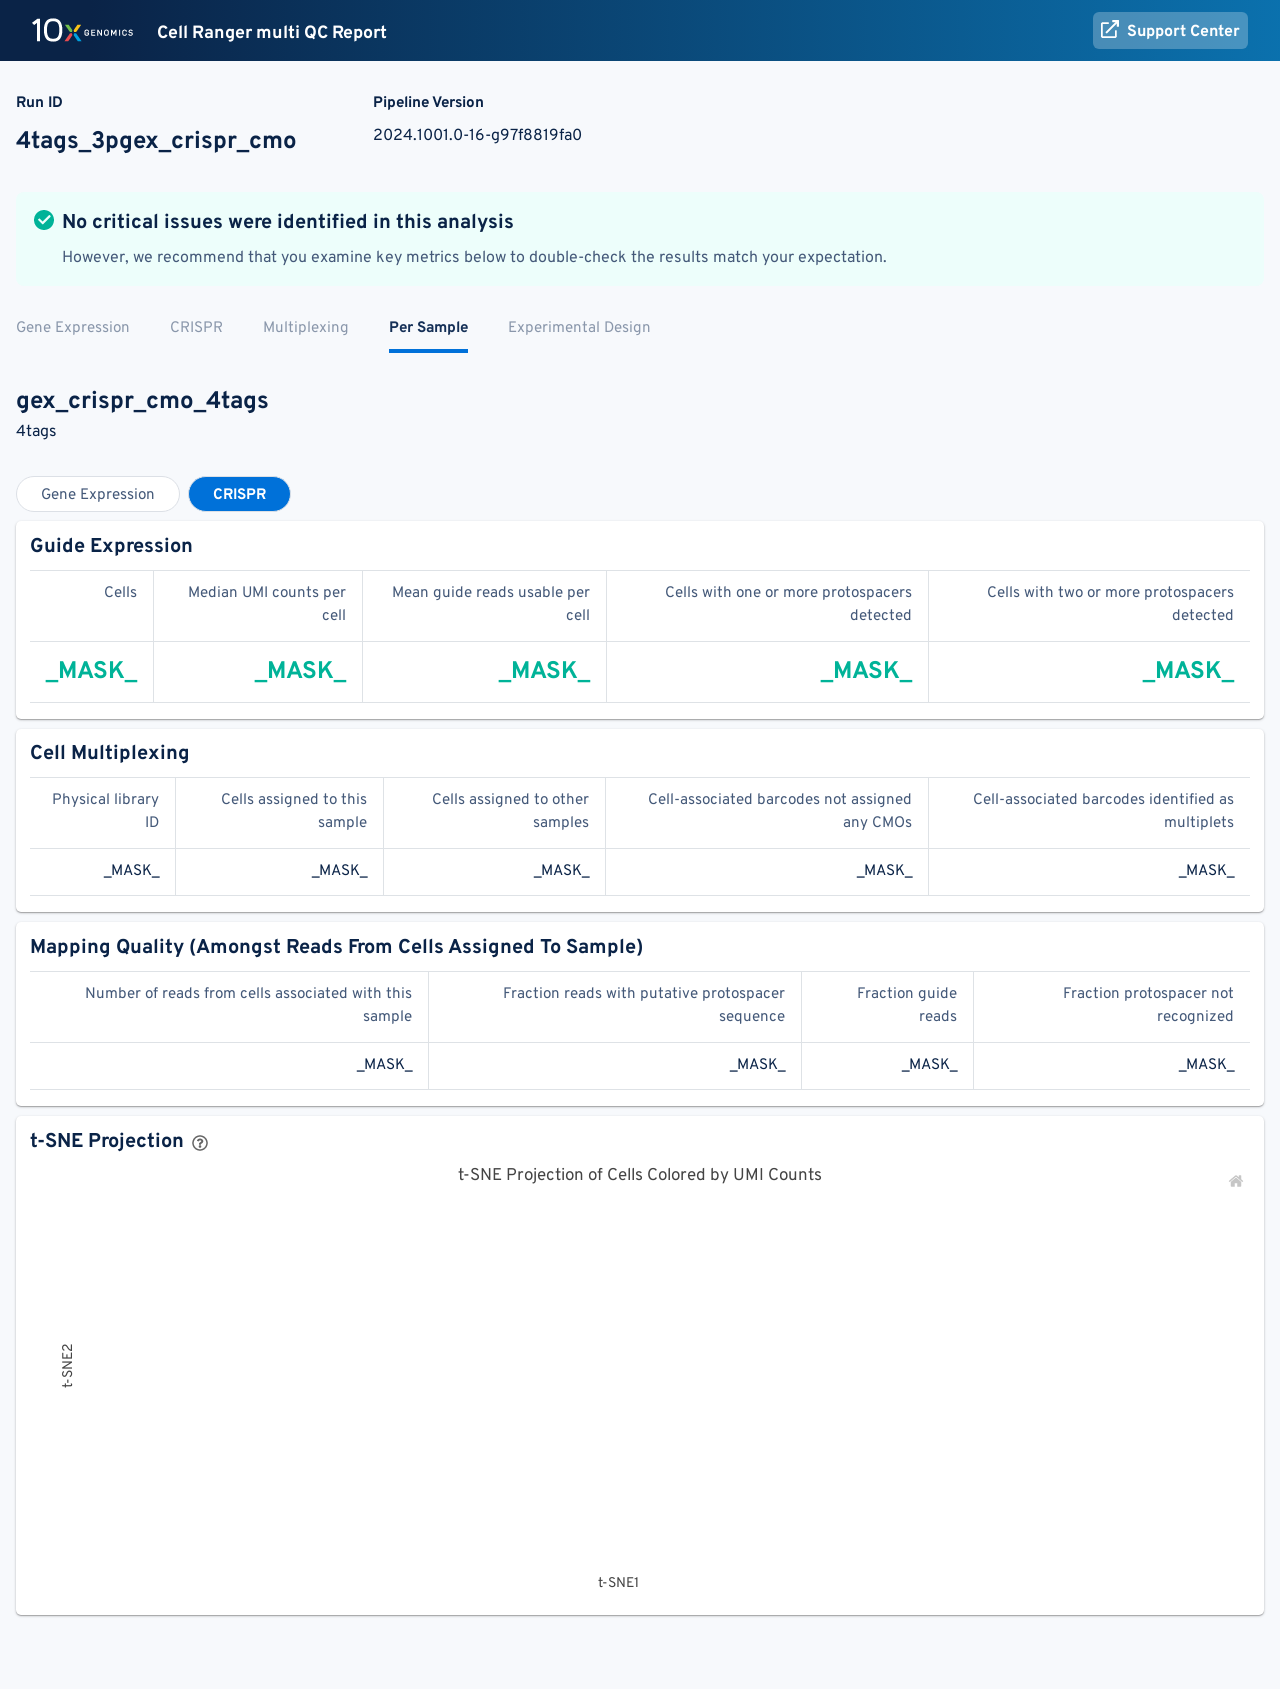 10x GENOMICS Cell Ranger multi QC Report Support Center
Run ID Pipeline Version
4tags_3pgex_crispr_cmo 2024.1001.0-16-g97f8819fa0
No critical issues were identified in this analysis
However, we recommend that you examine key metrics below to double-check the results match your expectation.
Gene Expression CRISPR Multiplexing Per Sample Experimental Design
gex_crispr_cmo_4tags
4tags
Gene Expression CRISPR
Guide Expression
Cells Median UMI counts per cell Mean guide reads usable per cell Cells with one or more protospacers detected Cells with two or more protospacers detected
_MASK_ _MASK_ _MASK_ _MASK_ _MASK_
Cell Multiplexing
Physical library ID Cells assigned to this sample Cells assigned to other samples Cell-associated barcodes not assigned any CMOs Cell-associated barcodes identified as multiplets
_MASK_ _MASK_ _MASK_ _MASK_ _MASK_
Mapping Quality (Amongst Reads From Cells Assigned To Sample)
Number of reads from cells associated with this sample Fraction reads with putative protospacer sequence Fraction guide reads Fraction protospacer not recognized
_MASK_ _MASK_ _MASK_ _MASK_
t-SNE Projection ?
t-SNE Projection of Cells Colored by UMI Counts
t-SNE2
t-SNE1